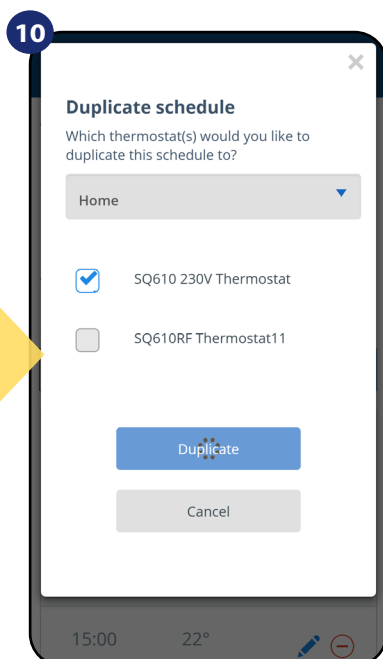 10
Duplicate schedule
Which thermostat(s) would you like to
duplicate this schedule to?
Home
SQ610 230V Thermostat
SQ610RF Thermostat11
Duplicate
Cancel
15:00 22°